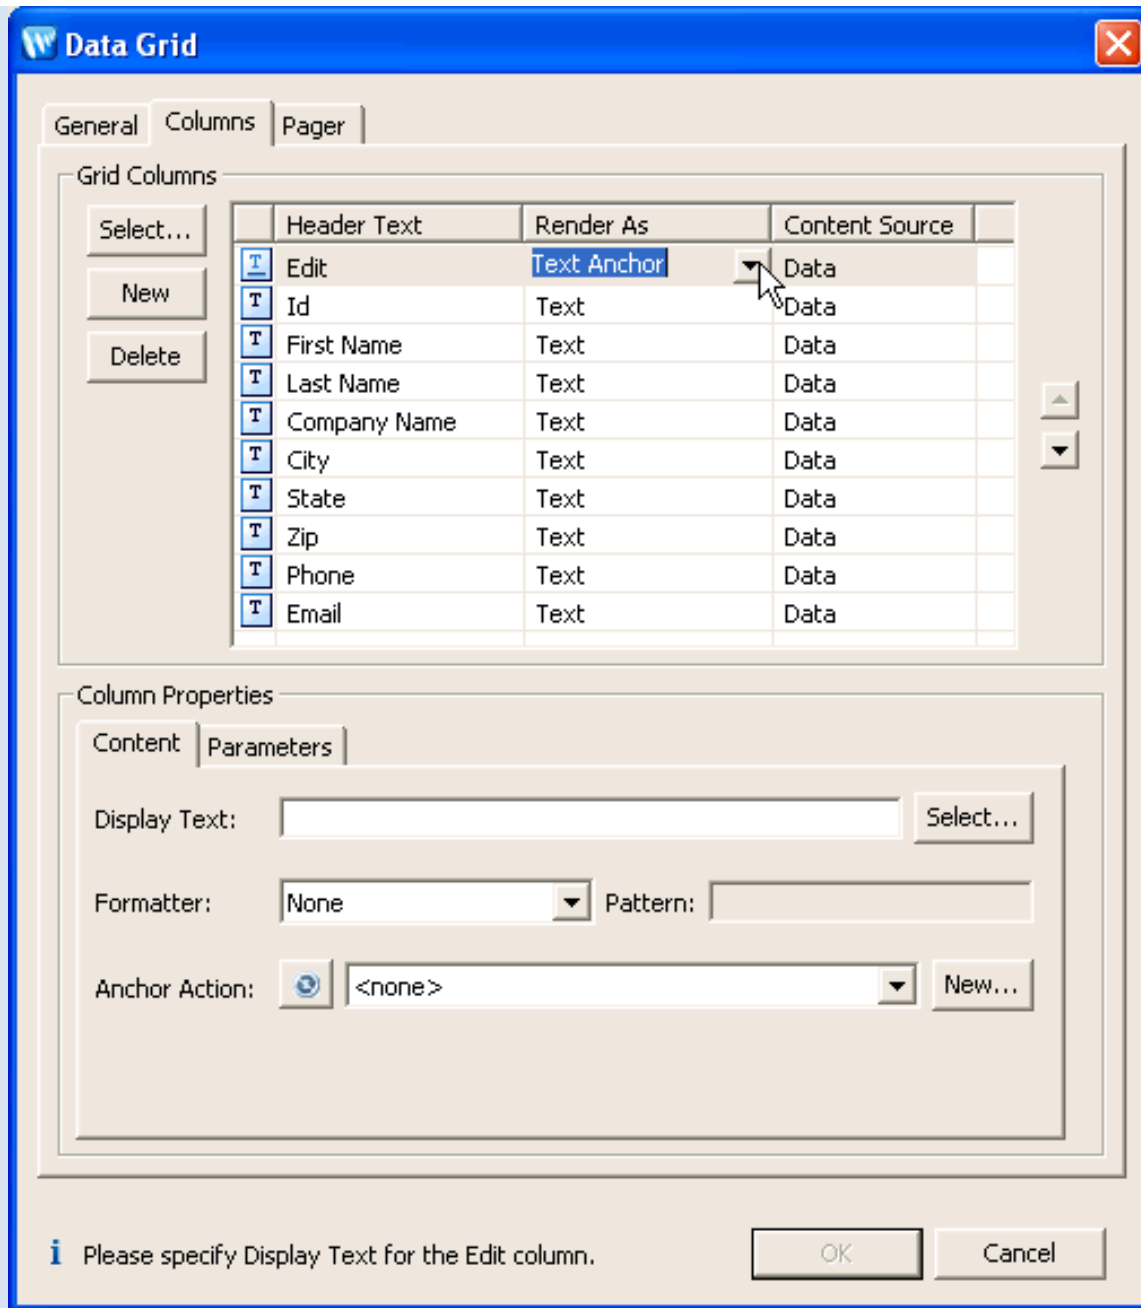 Data Grid
General Columns Pager
Grid Columns
Select...
New
Delete
Header Text Render As Content Source
T Edit Text Anchor Data
T Id Text Data
T First Name Text Data
T Last Name Text Data
T Company Name Text Data
T City Text Data
T State Text Data
T Zip Text Data
T Phone Text Data
T Email Text Data
Column Properties
Content Parameters
Display Text: Select...
Formatter: None Pattern:
Anchor Action: <none> New...
i Please specify Display Text for the Edit column. OK Cancel